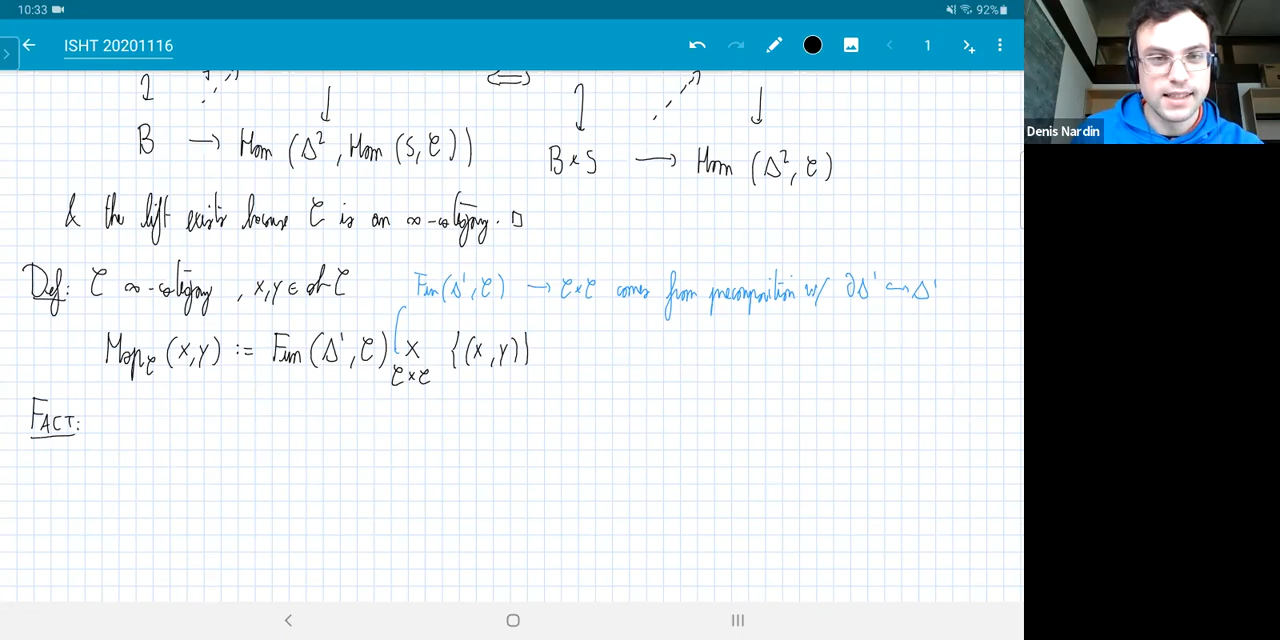 10:33 92%
ISHT 20201116 1
B → Hom (Δ², Hom (S, C)) ⟺ B × S → Hom (Δ², C)
& the lift exists because C is an ∞-category. □
Def: C ∞-category, x,y ∈ ob C Fun(Δ¹, C) → C×C comes from precomposition w/ ∂Δ¹ ↪ Δ¹
Map_C (x,y) := Fun(Δ¹, C) ×_{C×C} {(x,y)}
FACT:
Denis Nardin